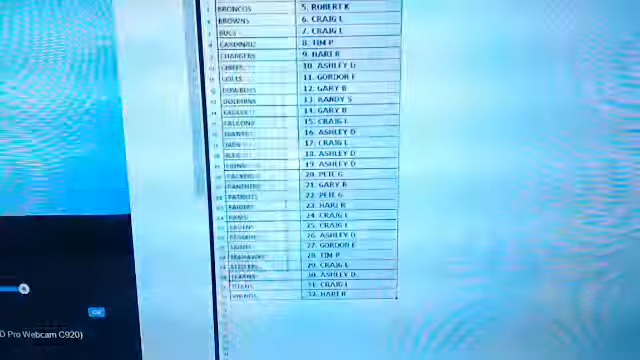 BRONCOS 5. ROBERT K
BROWNS 6. CRAIG L
BUCS 7. CRAIG L
CARDINALS 8. TIM P
CHARGERS 9. HARI R
CHIEFS 10. ASHLEY D
COLTS 11. GORDON E
COWBOYS 12. GARY B
DOLPHINS 13. RANDY S
EAGLES 14. GARY B
FALCONS 15. CRAIG L
GIANTS 16. ASHLEY D
JAGS 17. CRAIG L
JETS 18. ASHLEY D
LIONS 19. ASHLEY D
PACKERS 20. PETE G
PANTHERS 21. GARY B
PATRIOTS 22. PETE G
RAIDERS 23. HARI R
RAMS 24. CRAIG L
RAVENS 25. CRAIG L
REDSKINS 26. ASHLEY D
SAINTS 27. GORDON E
SEAHAWKS 28. TIM P
STEELERS 29. CRAIG L
TEXANS 30. ASHLEY D
TITANS 31. CRAIG L
VIKINGS 32. HARI R
D Pro Webcam C920)